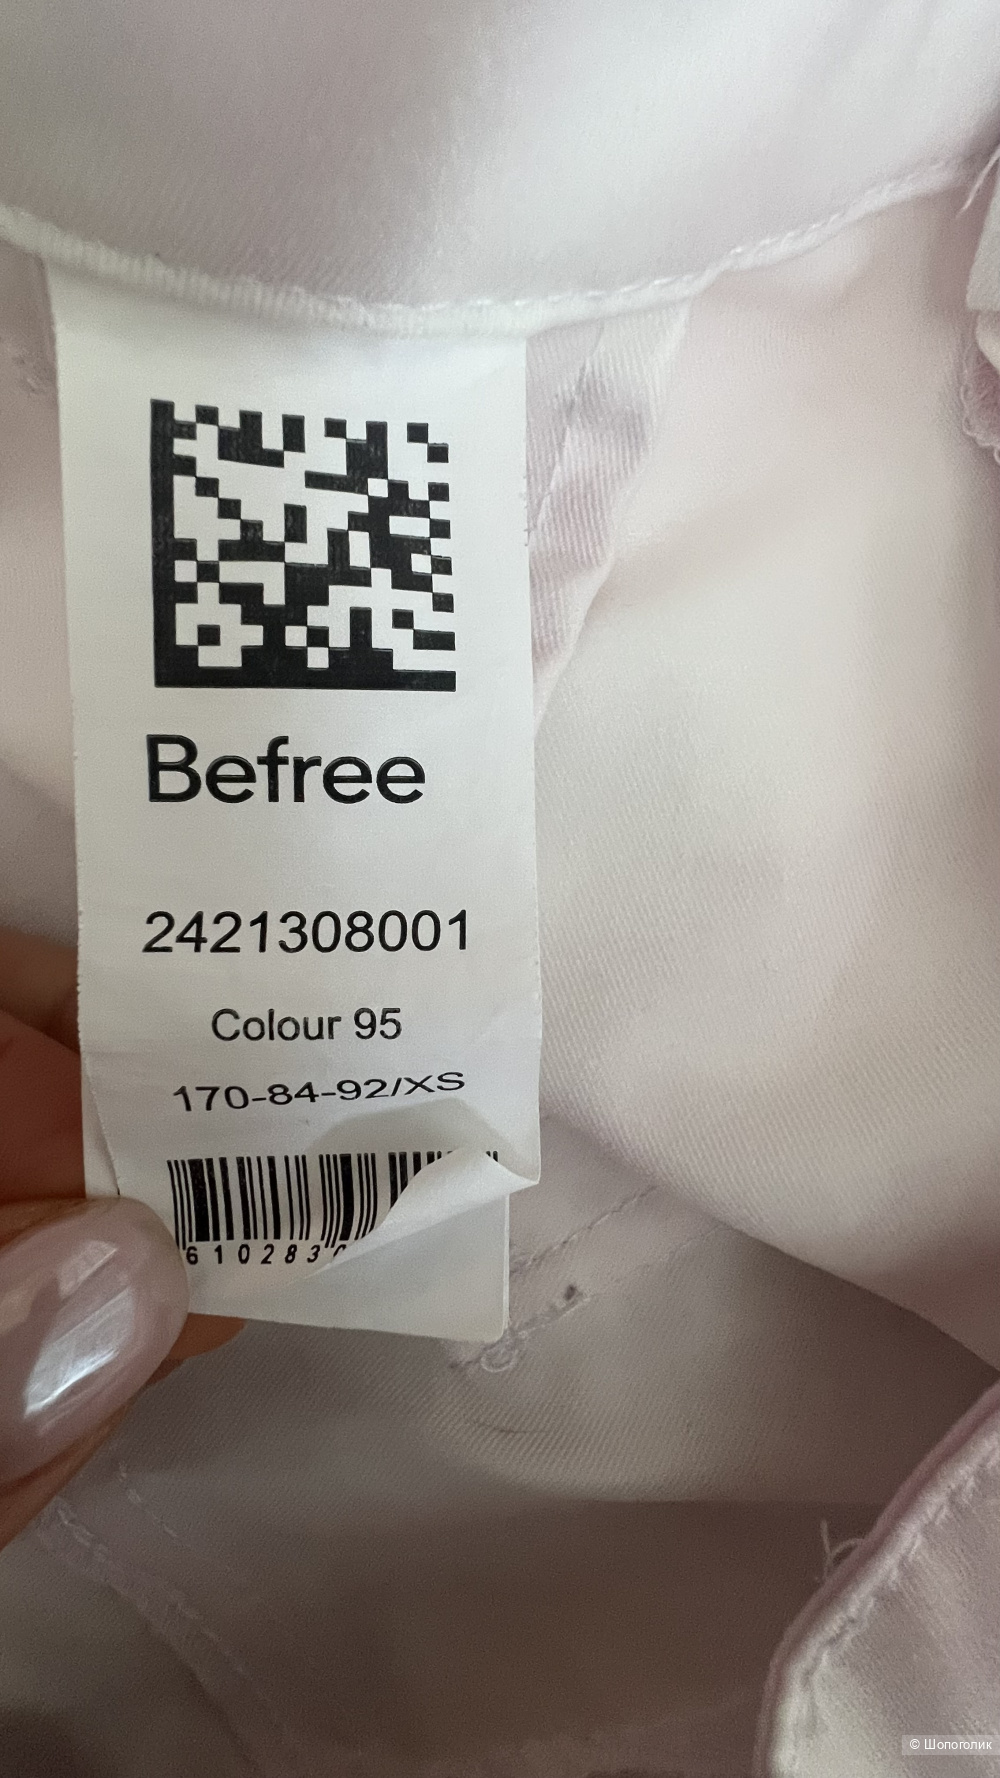 Befree
2421308001
Colour 95
170-84-92/XS
610283
© Шопоголик